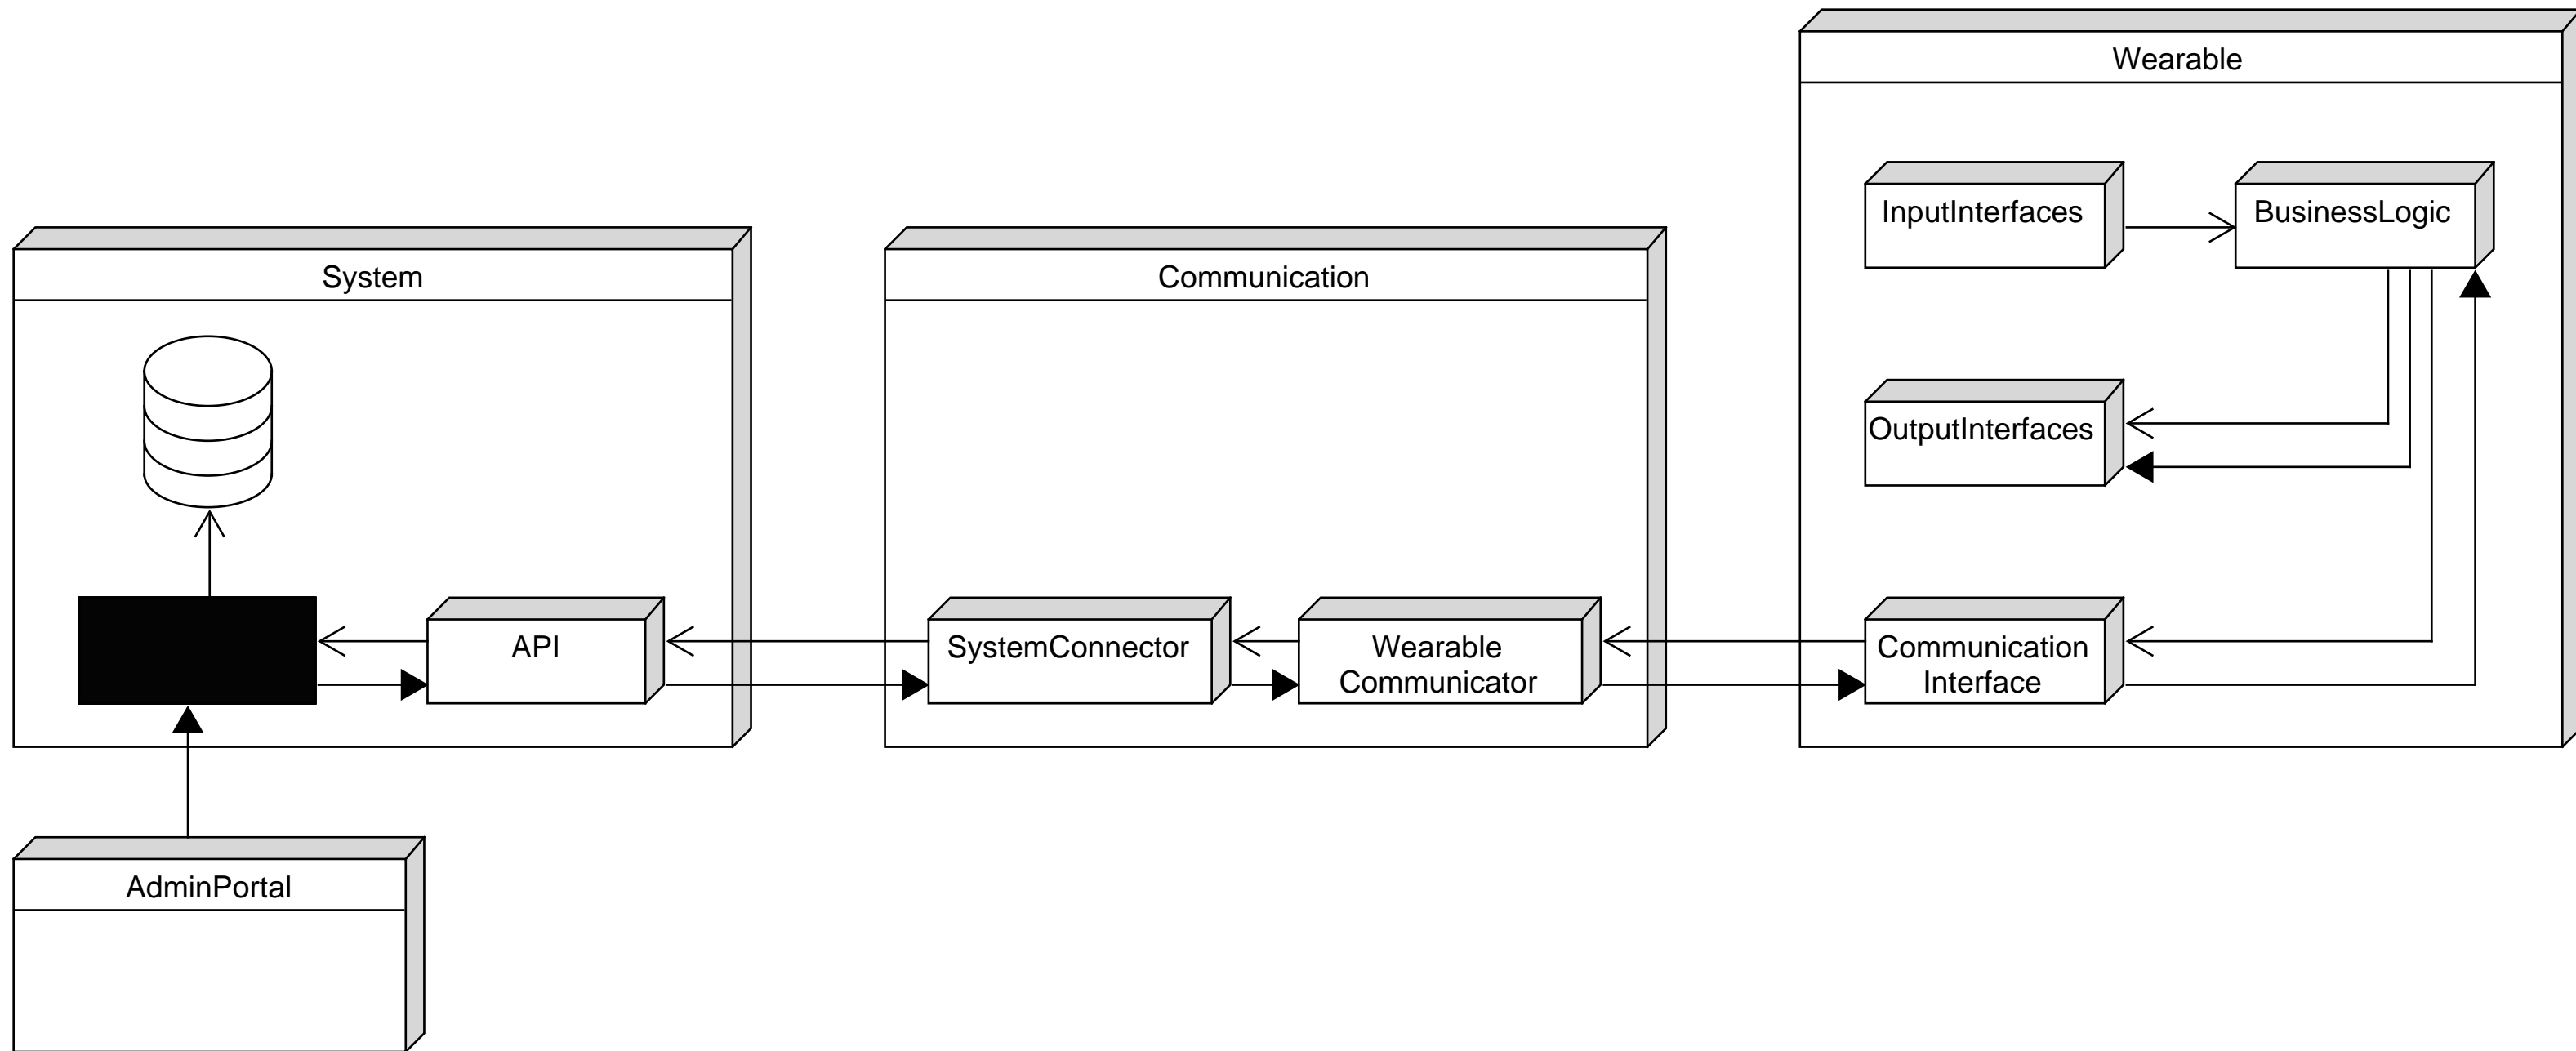 Wearable
InputInterfaces
BusinessLogic
System
Communication
OutputInterfaces
API
SystemConnector
Wearable
Communicator
Communication
Interface
AdminPortal